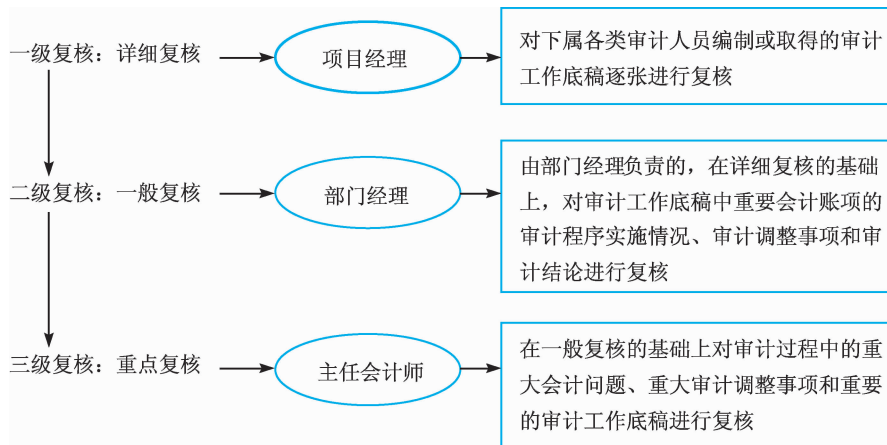 一级复核：详细复核
项目经理
对下属各类审计人员编制或取得的审计
工作底稿逐张进行复核
二级复核：一般复核
部门经理
由部门经理负责的，在详细复核的基础
上，对审计工作底稿中重要会计账项的
审计程序实施情况、审计调整事项和审
计结论进行复核
三级复核：重点复核
主任会计师
在一般复核的基础上对审计过程中的重
大会计问题、重大审计调整事项和重要
的审计工作底稿进行复核